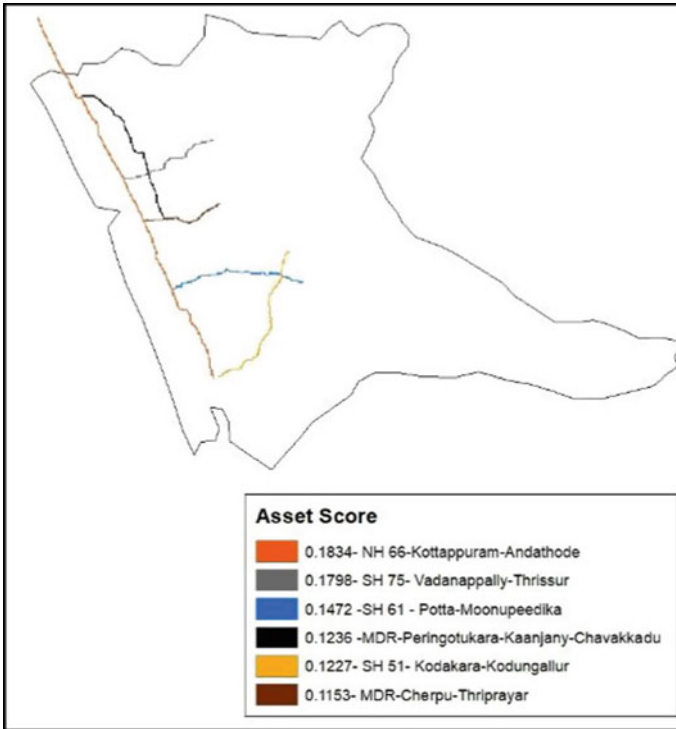 Asset Score
0.1834- NH 66-Kottappuram-Andathode
0.1798- SH 75- Vadanappally-Thrissur
0.1472 -SH 61 - Potta-Moonupeedika
0.1236 -MDR-Peringotukara-Kaanjany-Chavakkadu
0.1227- SH 51- Kodakara-Kodungallur
0.1153- MDR-Cherpu-Thriprayar